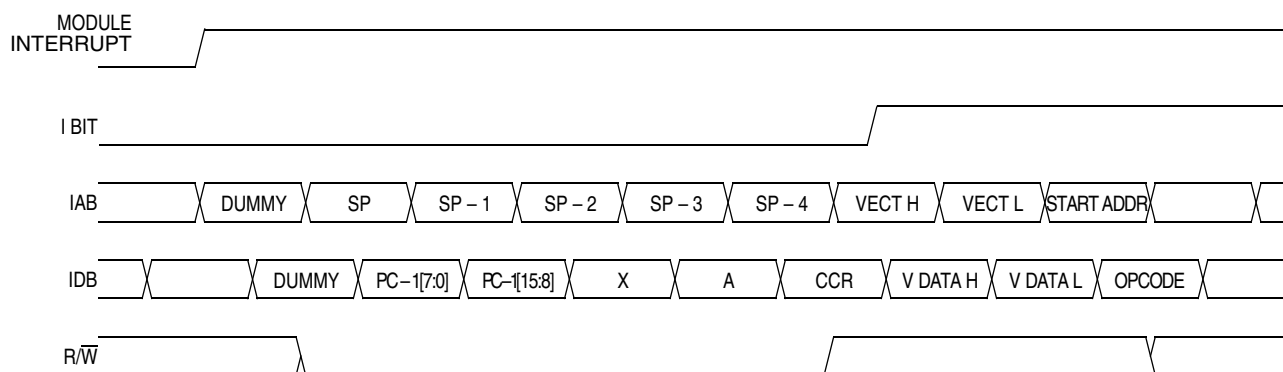 MODULE
INTERRUPT
I BIT
IAB DUMMY SP SP – 1 SP – 2 SP – 3 SP – 4 VECT H VECT L START ADDR
IDB DUMMY PC–1[7:0] PC–1[15:8] X A CCR V DATA H V DATA L OPCODE
R/W̅